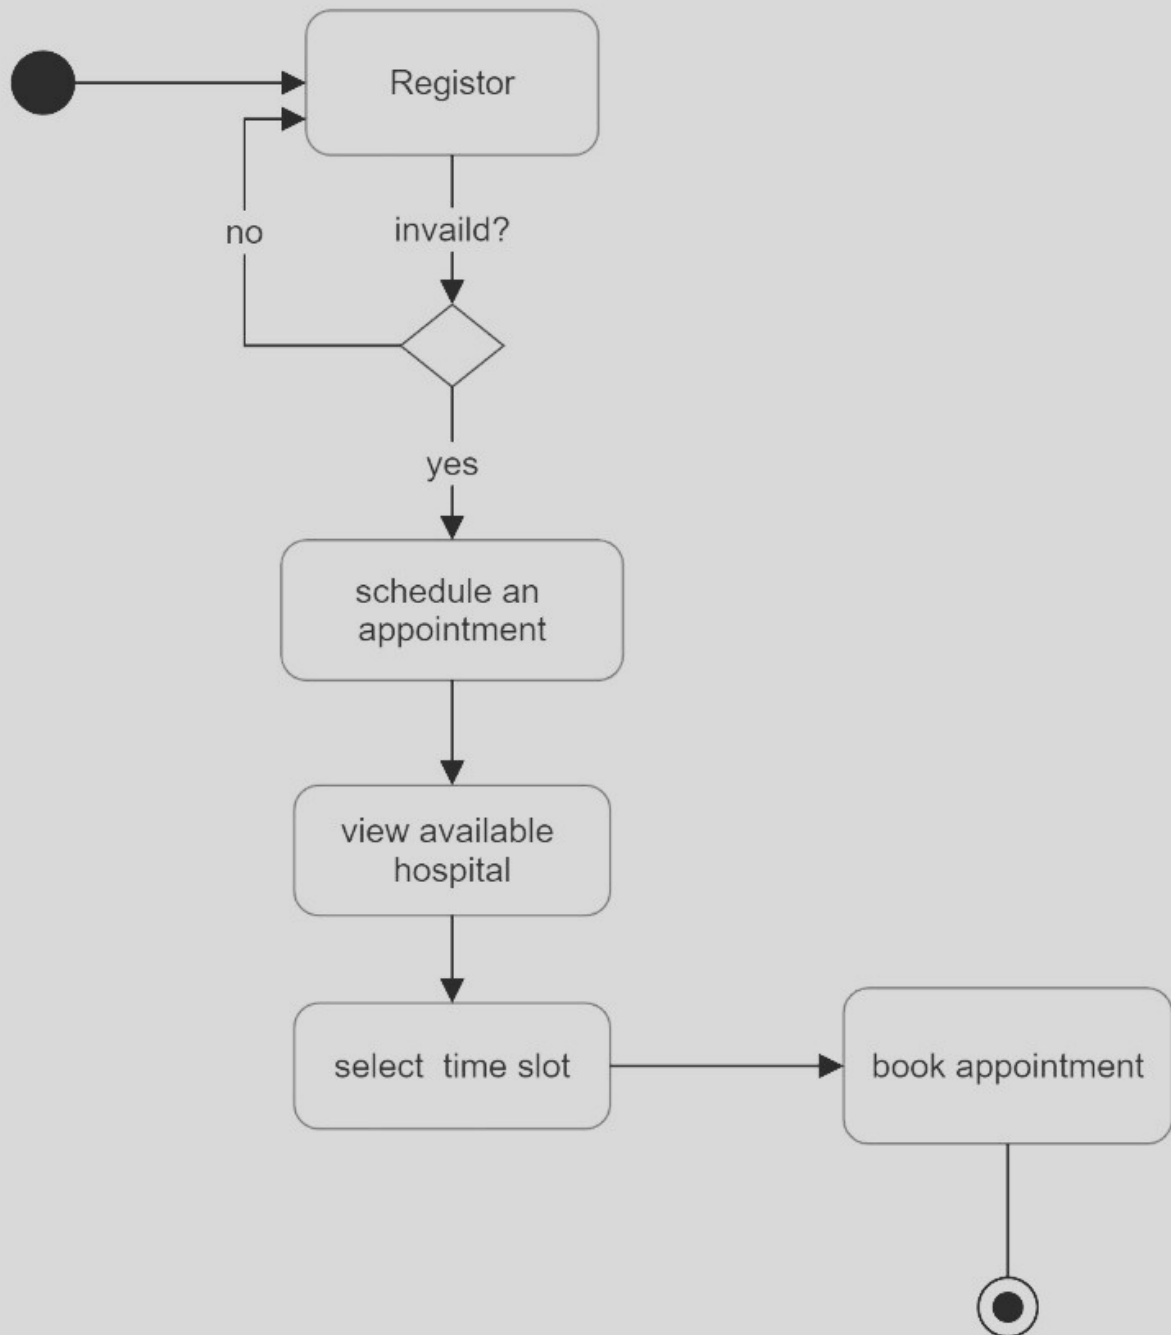 Registor
no
invaild?
yes
schedule an
appointment
view available
hospital
select time slot
book appointment